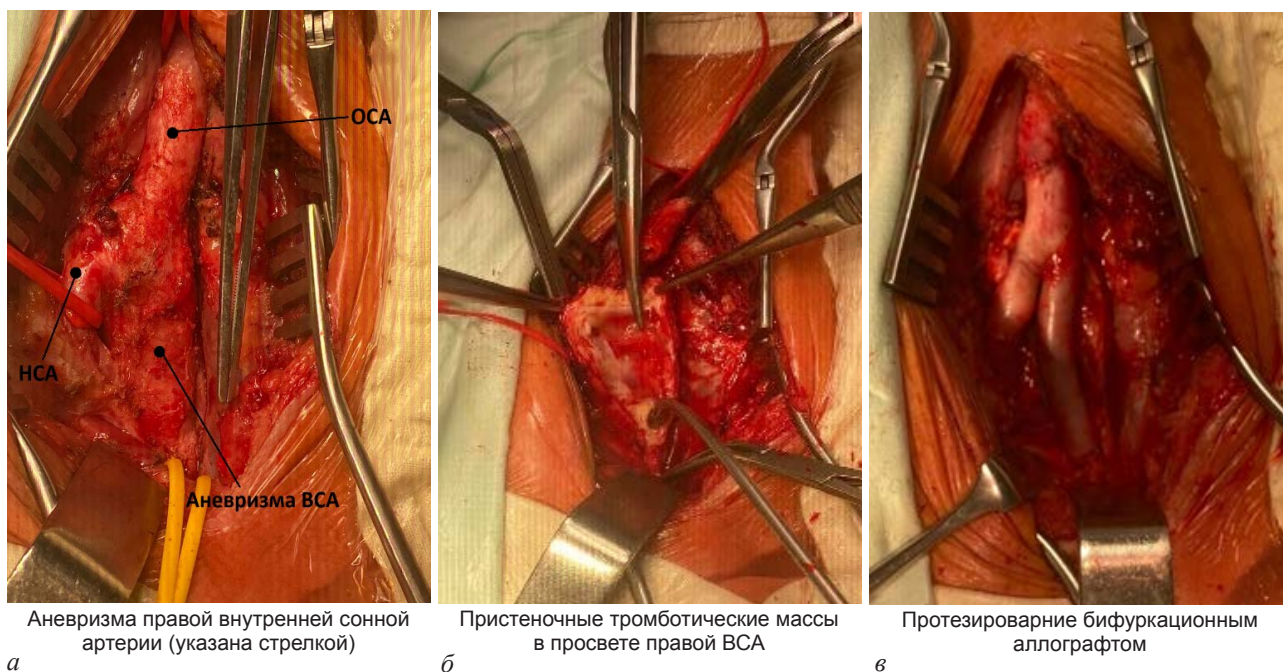 ОСА
НСА
Аневризма ВСА
Аневризма правой внутренней сонной
артерии (указана стрелкой)
а
Пристеночные тромботические массы
в просвете правой ВСА
б
Протезироварние бифуркационным
аллографтом
в